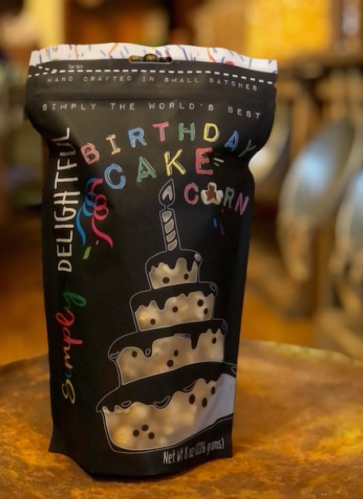 HAND CRAFTED IN SMALL BATCHES
SIMPLY THE WORLD'S BEST
BIRTHDAY
CAKE
CORN
Simply DELIGHTFUL
Net Wt 8 oz (226 grams)